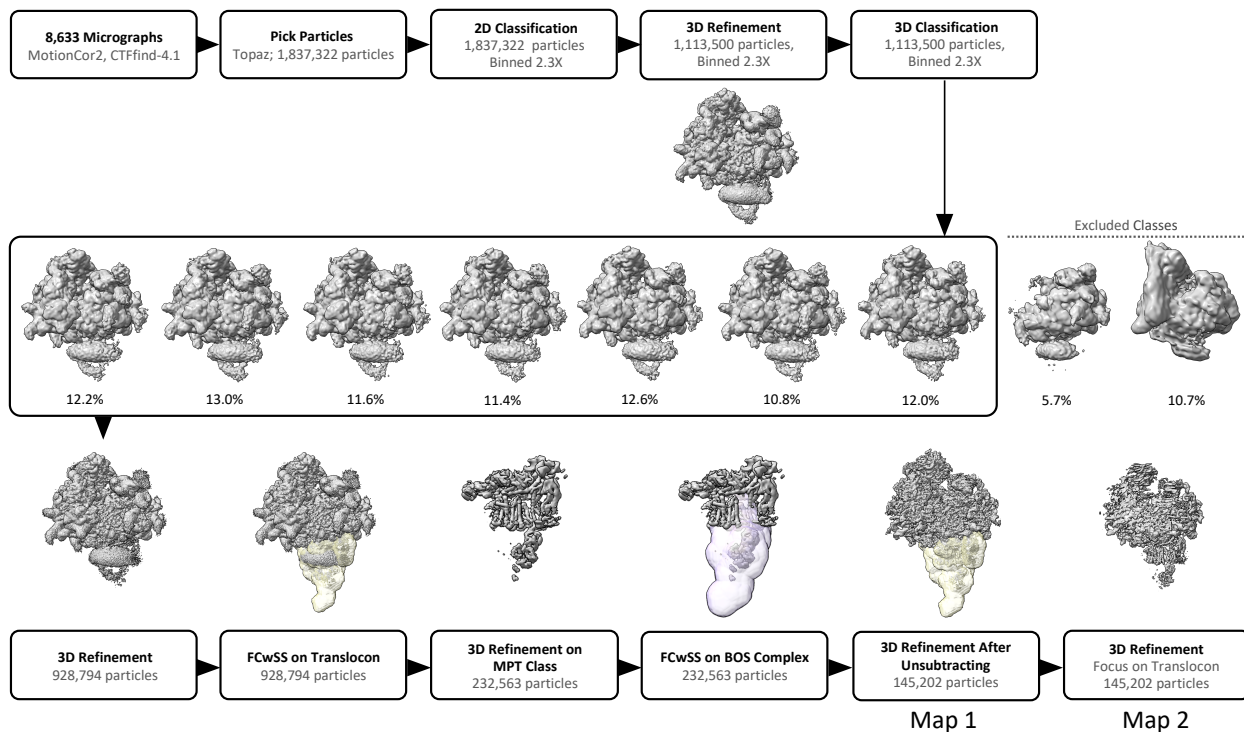 8,633 Micrographs
MotionCor2, CTFfind-4.1
Pick Particles
Topaz; 1,837,322 particles
2D Classification
1,837,322 particles
Binned 2.3X
3D Refinement
1,113,500 particles,
Binned 2.3X
3D Classification
1,113,500 particles,
Binned 2.3X
Excluded Classes
12.2%
13.0%
11.6%
11.4%
12.6%
10.8%
12.0%
5.7%
10.7%
3D Refinement
928,794 particles
FCwSS on Translocon
928,794 particles
3D Refinement on
MPT Class
232,563 particles
FCwSS on BOS Complex
232,563 particles
3D Refinement After
Unsubtracting
145,202 particles
3D Refinement
Focus on Translocon
145,202 particles
Map 1
Map 2